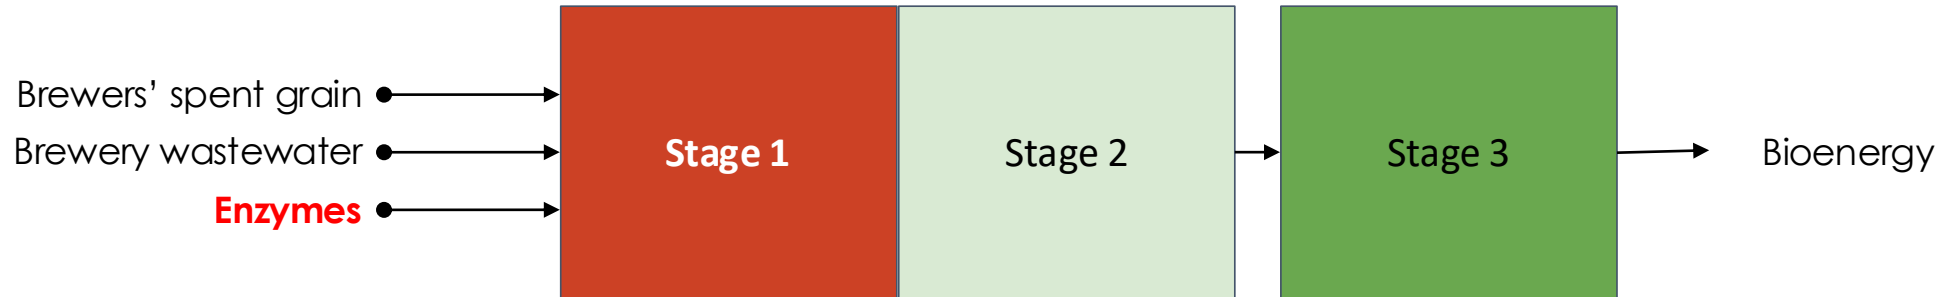 Brewers’ spent grain
Brewery wastewater
Enzymes
Stage 1
Stage 2
Stage 3
Bioenergy